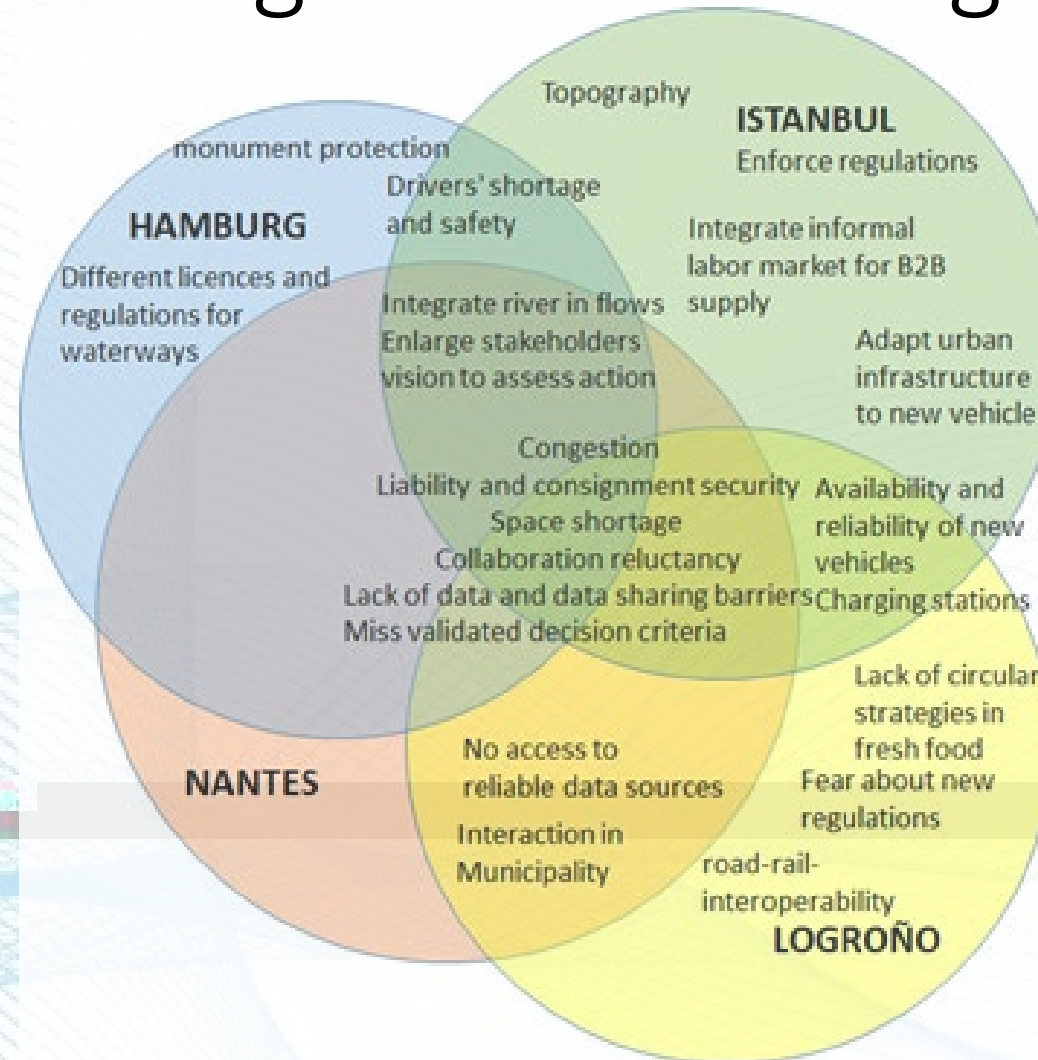 Topography
ISTANBUL
Enforce regulations
monument protection
Drivers' shortage
and safety
HAMBURG
Integrate informal
labor market for B2B
supply
Different licences and
regulations for
waterways
Integrate river in flows
Enlarge stakeholders
vision to assess action
Adapt urban
infrastructure
to new vehicle
Congestion
Liability and consignment security
Space shortage
Collaboration reluctancy
Lack of data and data sharing barriers
Miss validated decision criteria
Availability and
reliability of new
vehicles
Charging stations
Lack of circular
strategies in
fresh food
Fear about new
regulations
NANTES
No access to
reliable data sources
Interaction in
Municipality
road-rail-
interoperability
LOGROÑO